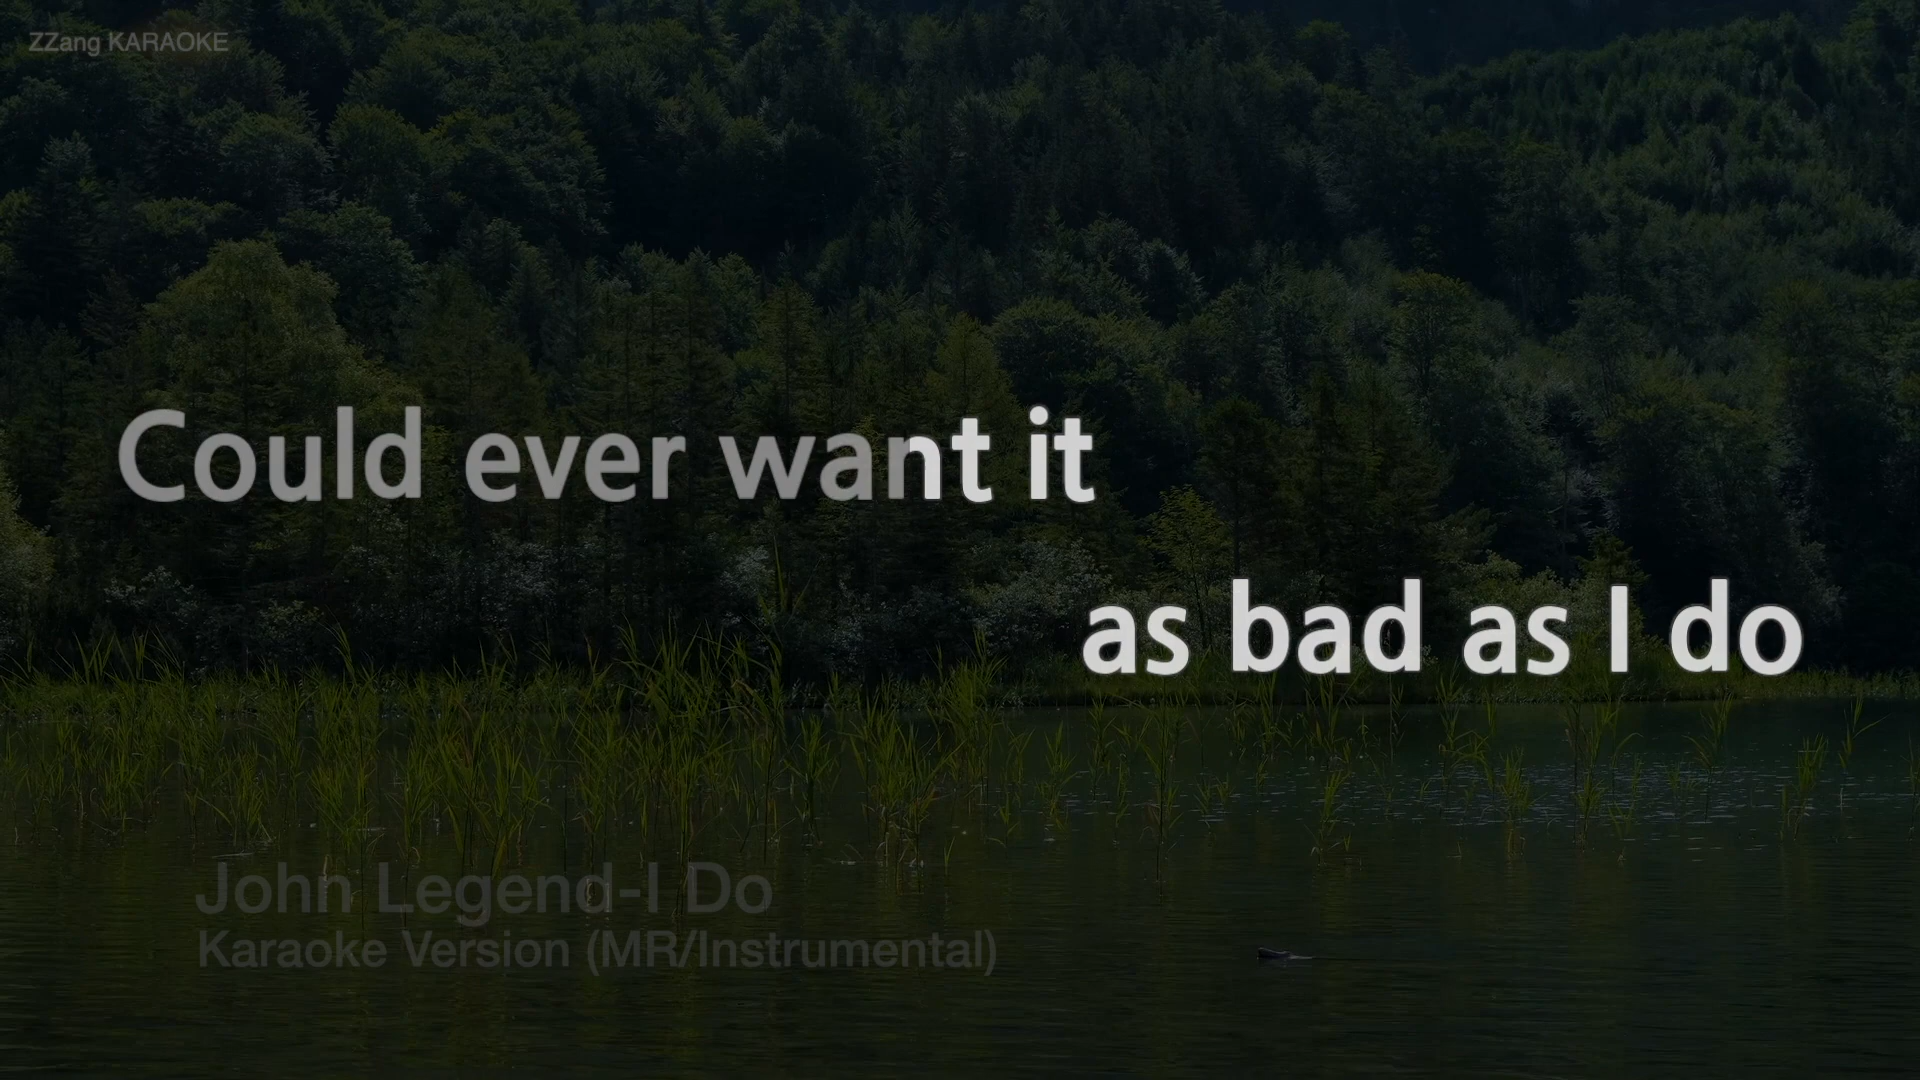 ZZang KARAOKE
Could ever want it
as bad as I do
John Legend-I Do
Karaoke Version (MR/Instrumental)